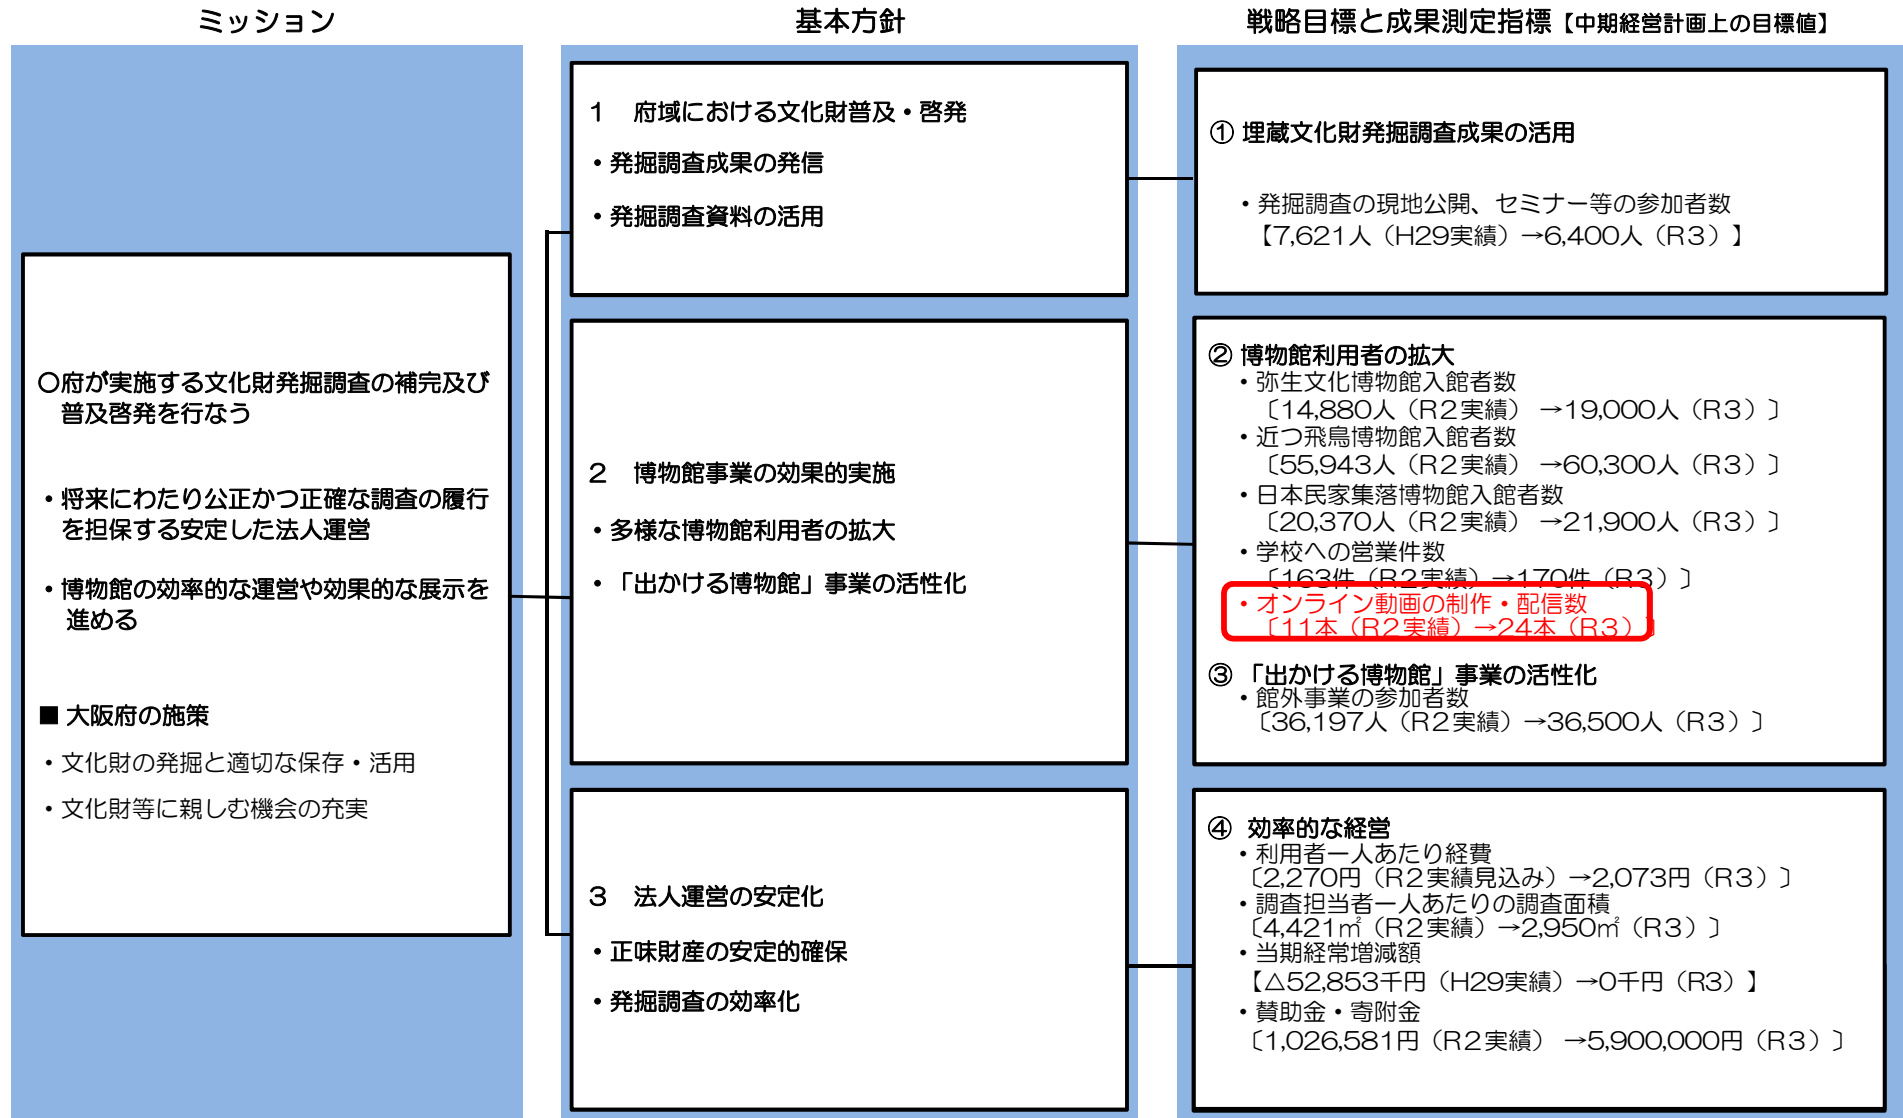 ミッション
基本方針
戦略目標と成果測定指標【中期経営計画上の目標値】
〇府が実施する文化財発掘調査の補完及び
普及啓発を行なう
・将来にわたり公正かつ正確な調査の履行
を担保する安定した法人運営
・博物館の効率的な運営や効果的な展示を
進める
■ 大阪府の施策
・文化財の発掘と適切な保存・活用
・文化財等に親しむ機会の充実
１　府域における文化財普及・啓発
・発掘調査成果の発信
・発掘調査資料の活用
２　博物館事業の効果的実施
・多様な博物館利用者の拡大
・「出かける博物館」事業の活性化
３　法人運営の安定化
・正味財産の安定的確保
・発掘調査の効率化
① 埋蔵文化財発掘調査成果の活用
・発掘調査の現地公開、セミナー等の参加者数
【7,621人（H29実績）→6,400人（R３）】
② 博物館利用者の拡大
・弥生文化博物館入館者数
〔14,880人（R２実績） →19,000人（R３）〕
・近つ飛鳥博物館入館者数
〔55,943人（R２実績） →60,300人（R３）〕
・日本民家集落博物館入館者数
〔20,370人（R２実績） →21,900人（R３）〕
・学校への営業件数
〔163件（R２実績）→170件（R３）〕
・オンライン動画の制作・配信数
〔11本（R２実績）→24本（R３）〕
③ 「出かける博物館」事業の活性化
・館外事業の参加者数
〔36,197人（R２実績）→36,500人（R３）〕
④ 効率的な経営
・利用者一人あたり経費
〔2,270円（R２実績見込み）→2,073円（R３）〕
・調査担当者一人あたりの調査面積
〔4,421㎡（R２実績）→2,950㎡（R３）〕
・当期経常増減額
【△52,853千円（H29実績）→0千円（R3）】
・賛助金・寄附金
〔1,026,581円（R２実績） →5,900,000円（R３）〕